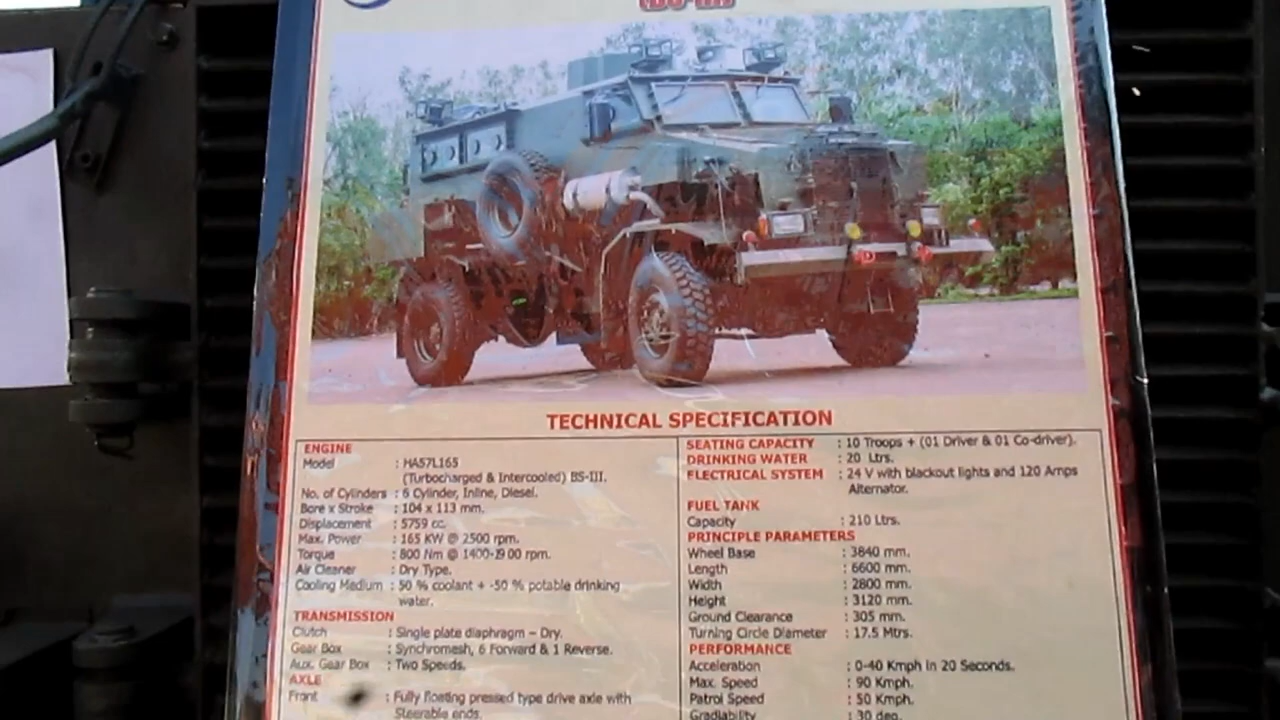 TECHNICAL SPECIFICATION
ENGINE
Model : HA57L165
(Turbocharged & Intercooled) BS-III.
No. of Cylinders : 6 Cylinder, Inline, Diesel.
Bore x Stroke : 104 x 113 mm.
Displacement : 5759 cc.
Max. Power : 165 KW @ 2500 rpm.
Torque : 800 Nm @ 1400-1900 rpm.
Air Cleaner : Dry Type.
Cooling Medium : 50 % coolant + -50 % potable drinking
water.
TRANSMISSION
Clutch : Single plate diaphragm – Dry.
Gear Box : Synchromesh, 6 Forward & 1 Reverse.
Aux. Gear Box : Two Speeds.
AXLE
Front : Fully floating pressed type drive axle with
Steerable ends.
SEATING CAPACITY : 10 Troops + (01 Driver & 01 Co-driver).
DRINKING WATER : 20 Ltrs.
ELECTRICAL SYSTEM : 24 V with blackout lights and 120 Amps
Alternator.
FUEL TANK
Capacity : 210 Ltrs.
PRINCIPLE PARAMETERS
Wheel Base : 3840 mm.
Length : 6600 mm.
Width : 2800 mm.
Height : 3120 mm.
Ground Clearance : 305 mm.
Turning Circle Diameter : 17.5 Mtrs.
PERFORMANCE
Acceleration : 0-40 Kmph in 20 Seconds.
Max. Speed : 90 Kmph.
Patrol Speed : 50 Kmph.
Gradiability : 30 deg.